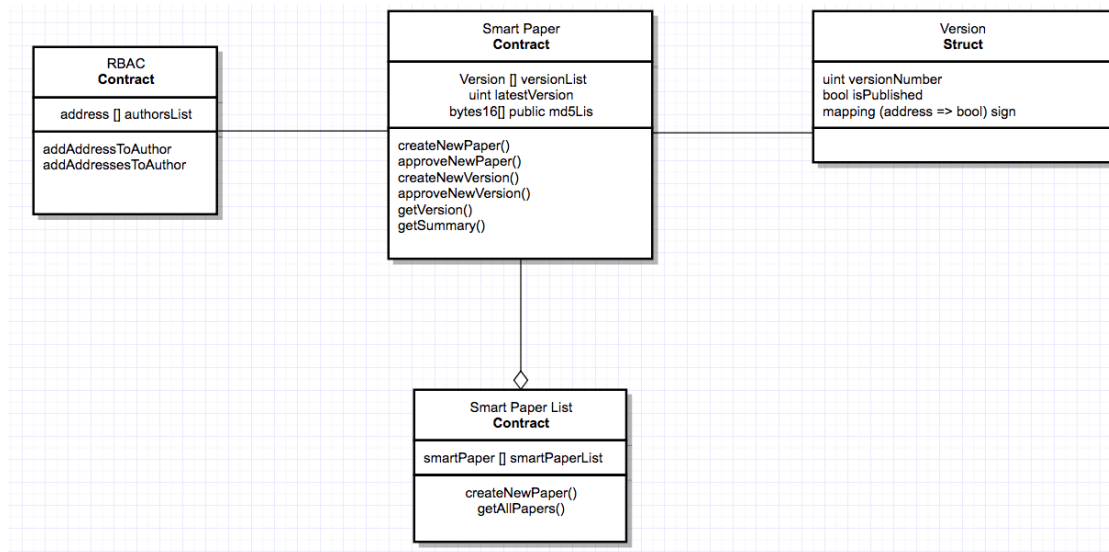 RBAC
Contract
address [] authorsList
addAddressToAuthor
addAddressesToAuthor
Smart Paper
Contract
Version [] versionList
uint latestVersion
bytes16[] public md5Lis
createNewPaper()
approveNewPaper()
createNewVersion()
approveNewVersion()
getVersion()
getSummary()
Version
Struct
uint versionNumber
bool isPublished
mapping (address => bool) sign
Smart Paper List
Contract
smartPaper [] smartPaperList
createNewPaper()
getAllPapers()